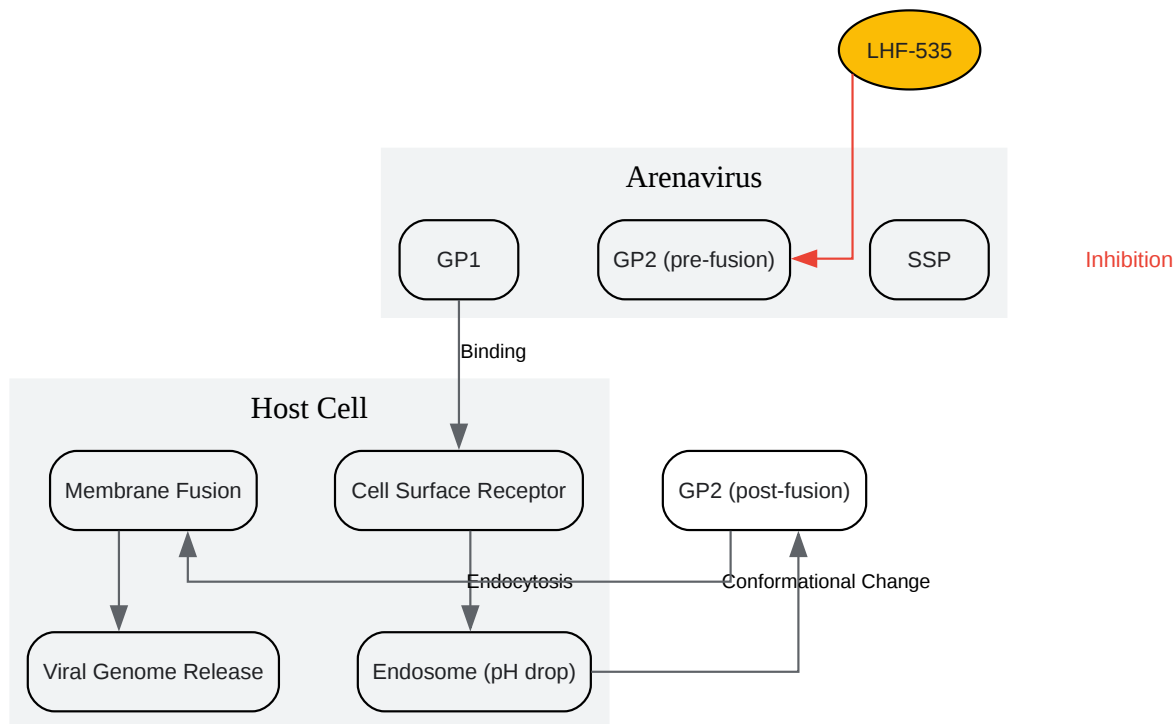 LHF-535
Arenavirus
GP1
GP2 (pre-fusion)
SSP
Inhibition
Binding
Host Cell
Membrane Fusion
Cell Surface Receptor
GP2 (post-fusion)
Endocytosis
Conformational Change
Viral Genome Release
Endosome (pH drop)